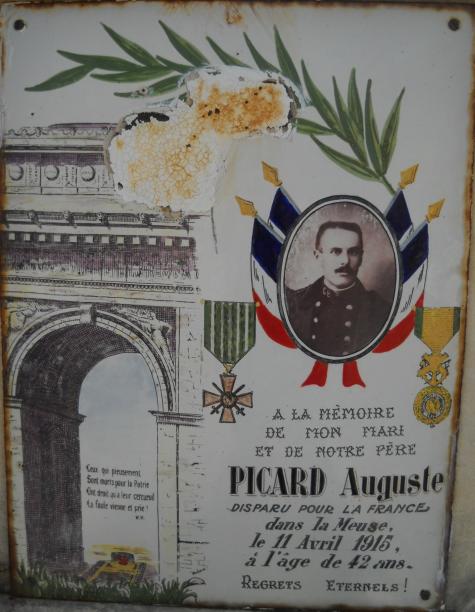 Ceux qui pieusement
Sont morts pour la Patrie
Ont droit qu'à leur cercueil
La foule vienne et prie !
V.H.
A LA MÉMOIRE
DE MON MARI
ET DE NOTRE PÈRE
PICARD Auguste
DISPARU POUR LA FRANCE
dans la Meuse,
le 11 Avril 1915,
à l'âge de 42 ans.
REGRETS ETERNELS !